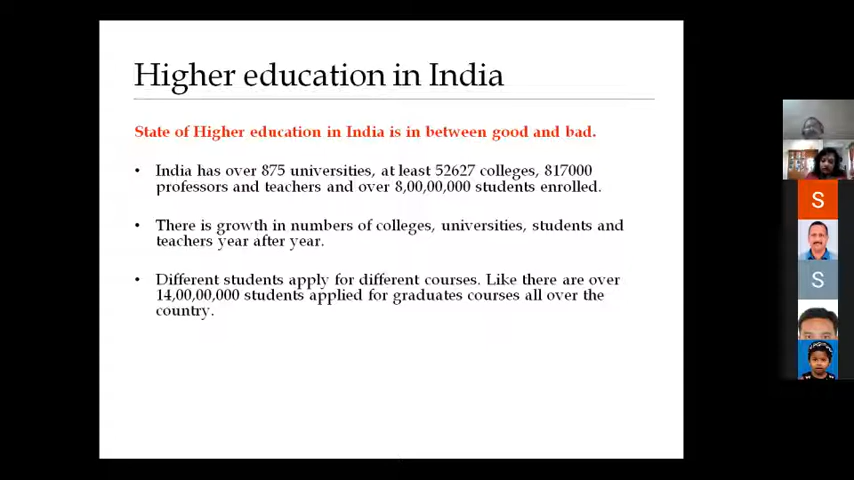 Higher education in India
State of Higher education in India is in between good and bad.
• India has over 875 universities, at least 52627 colleges, 817000
professors and teachers and over 8,00,00,000 students enrolled.
• There is growth in numbers of colleges, universities, students and
teachers year after year.
• Different students apply for different courses. Like there are over
14,00,00,000 students applied for graduates courses all over the
country.
S
S